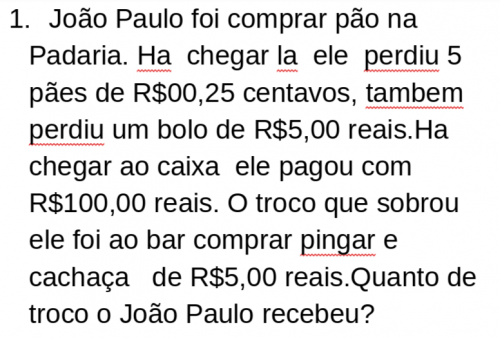 1. João Paulo foi comprar pão na
Padaria. Ha chegar la ele perdiu 5
pães de R$00,25 centavos, tambem
perdiu um bolo de R$5,00 reais.Ha
chegar ao caixa ele pagou com
R$100,00 reais. O troco que sobrou
ele foi ao bar comprar pingar e
cachaça de R$5,00 reais.Quanto de
troco o João Paulo recebeu?